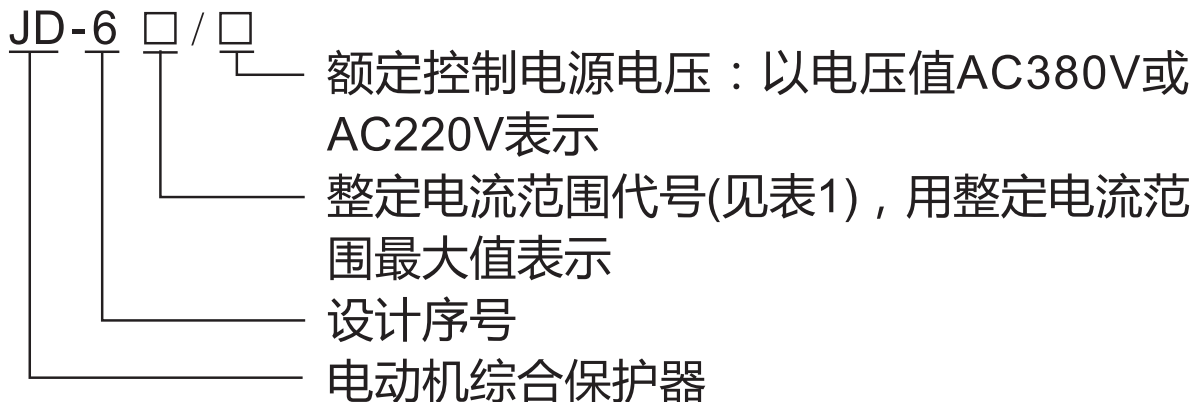 JD-6 □/□
额定控制电源电压：以电压值AC380V或
AC220V表示
整定电流范围代号(见表1)，用整定电流范
围最大值表示
设计序号
电动机综合保护器